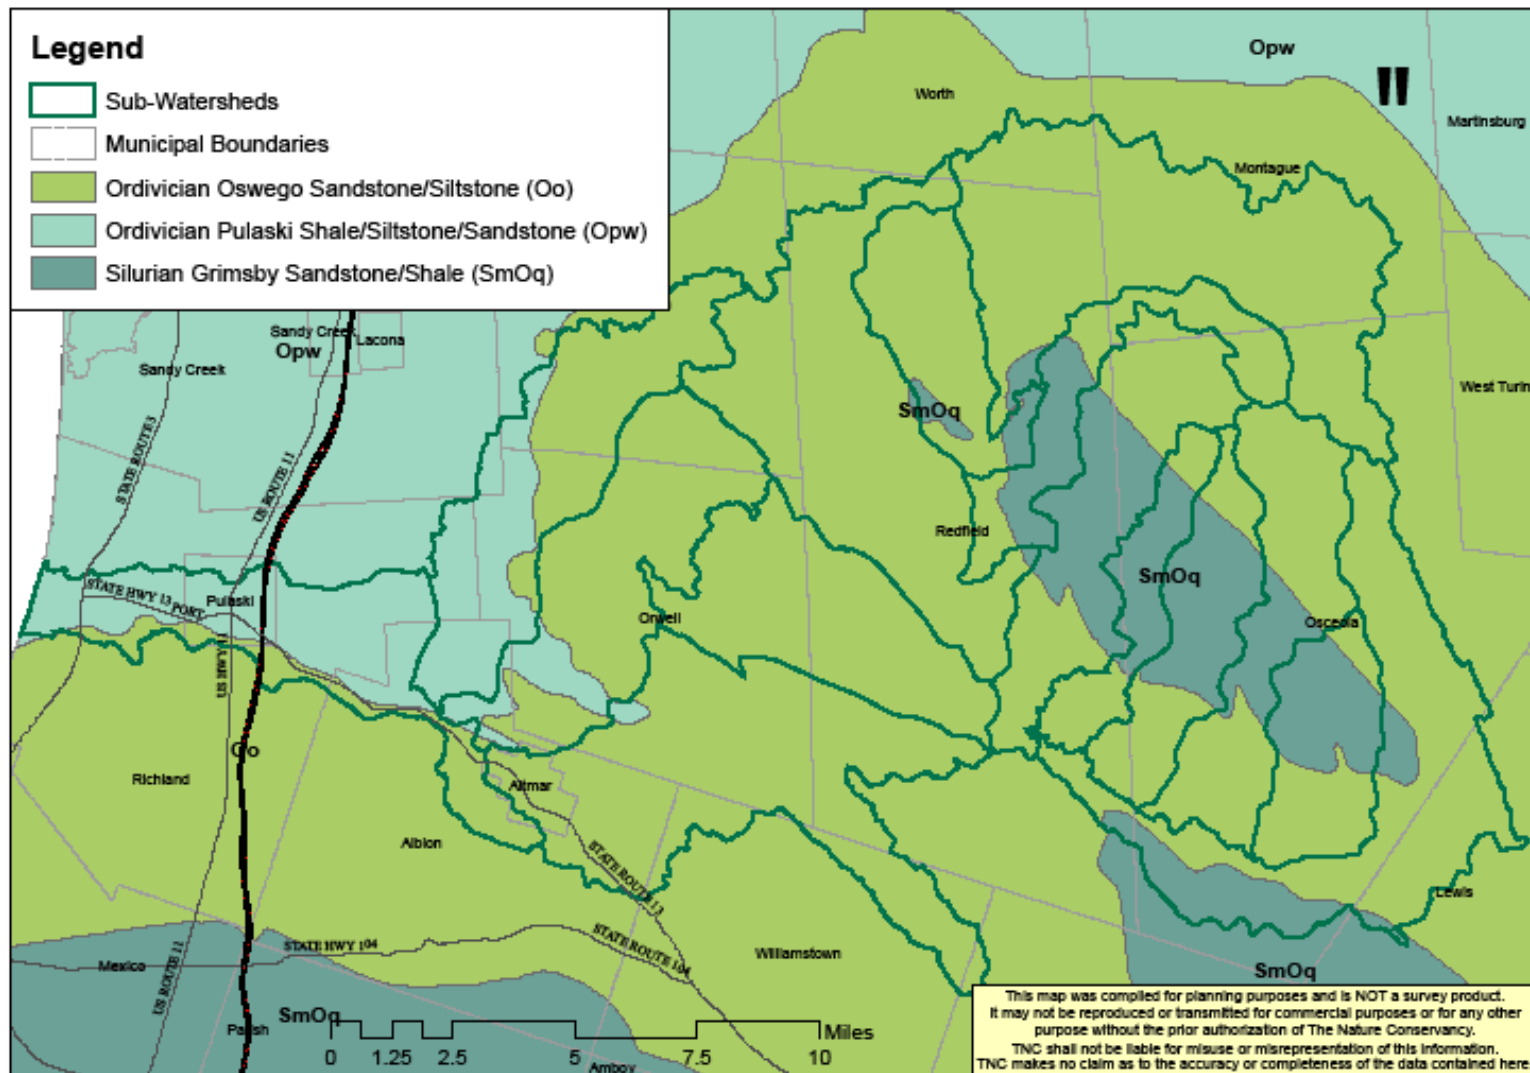 Legend
Sub-Watersheds
Municipal Boundaries
Ordivician Oswego Sandstone/Siltstone (Oo)
Ordivician Pulaski Shale/Siltstone/Sandstone (Opw)
Silurian Grimsby Sandstone/Shale (SmOq)
Opw
"
Worth
Martinsburg
Montague
Sandy Creek
Lacona
Opw
Sandy Creek
West Turin
SmOq
STATE ROUTE 3
US ROUTE 11
Redfield
SmOq
STATE HWY 13
PORT
Pulaski
Orwell
Osceola
US ROUTE 11
Oo
Richland
Altmar
Albion
STATE ROUTE 13
Lewis
STATE HWY 104
STATE ROUTE 104
Williamstown
Mexico
US ROUTE 11
SmOq
Parish
SmOq
Miles
0 1.25 2.5 5 7.5 10
Amboy
This map was compiled for planning purposes and is NOT a survey product.
It may not be reproduced or transmitted for commercial purposes or for any other
purpose without the prior authorization of The Nature Conservancy.
TNC shall not be liable for misuse or misrepresentation of this information.
TNC makes no claim as to the accuracy or completeness of the data contained here